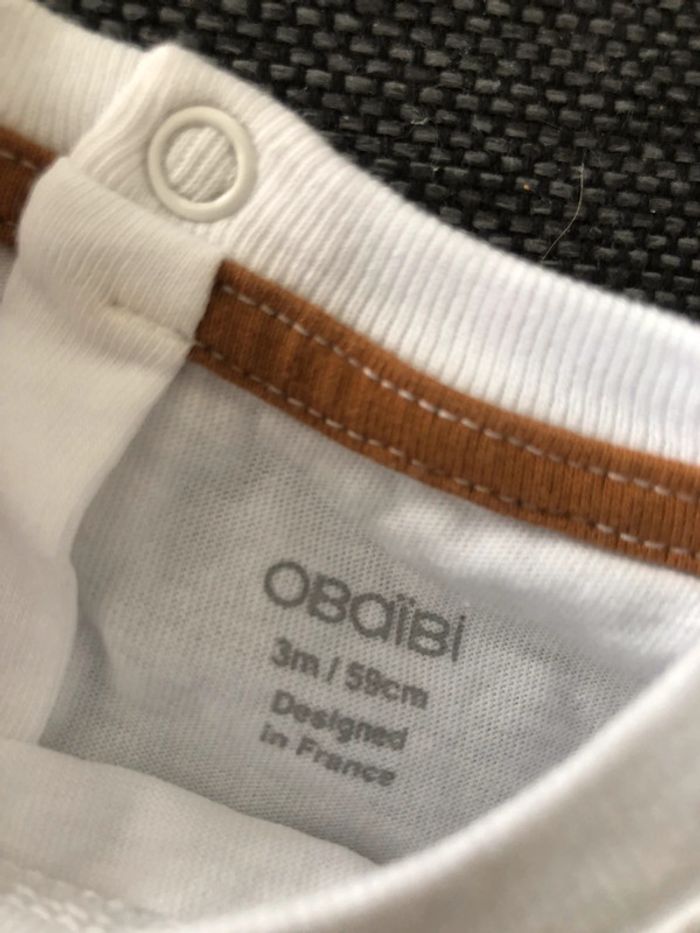 OBaïBi
3m / 59cm
Designed
in France